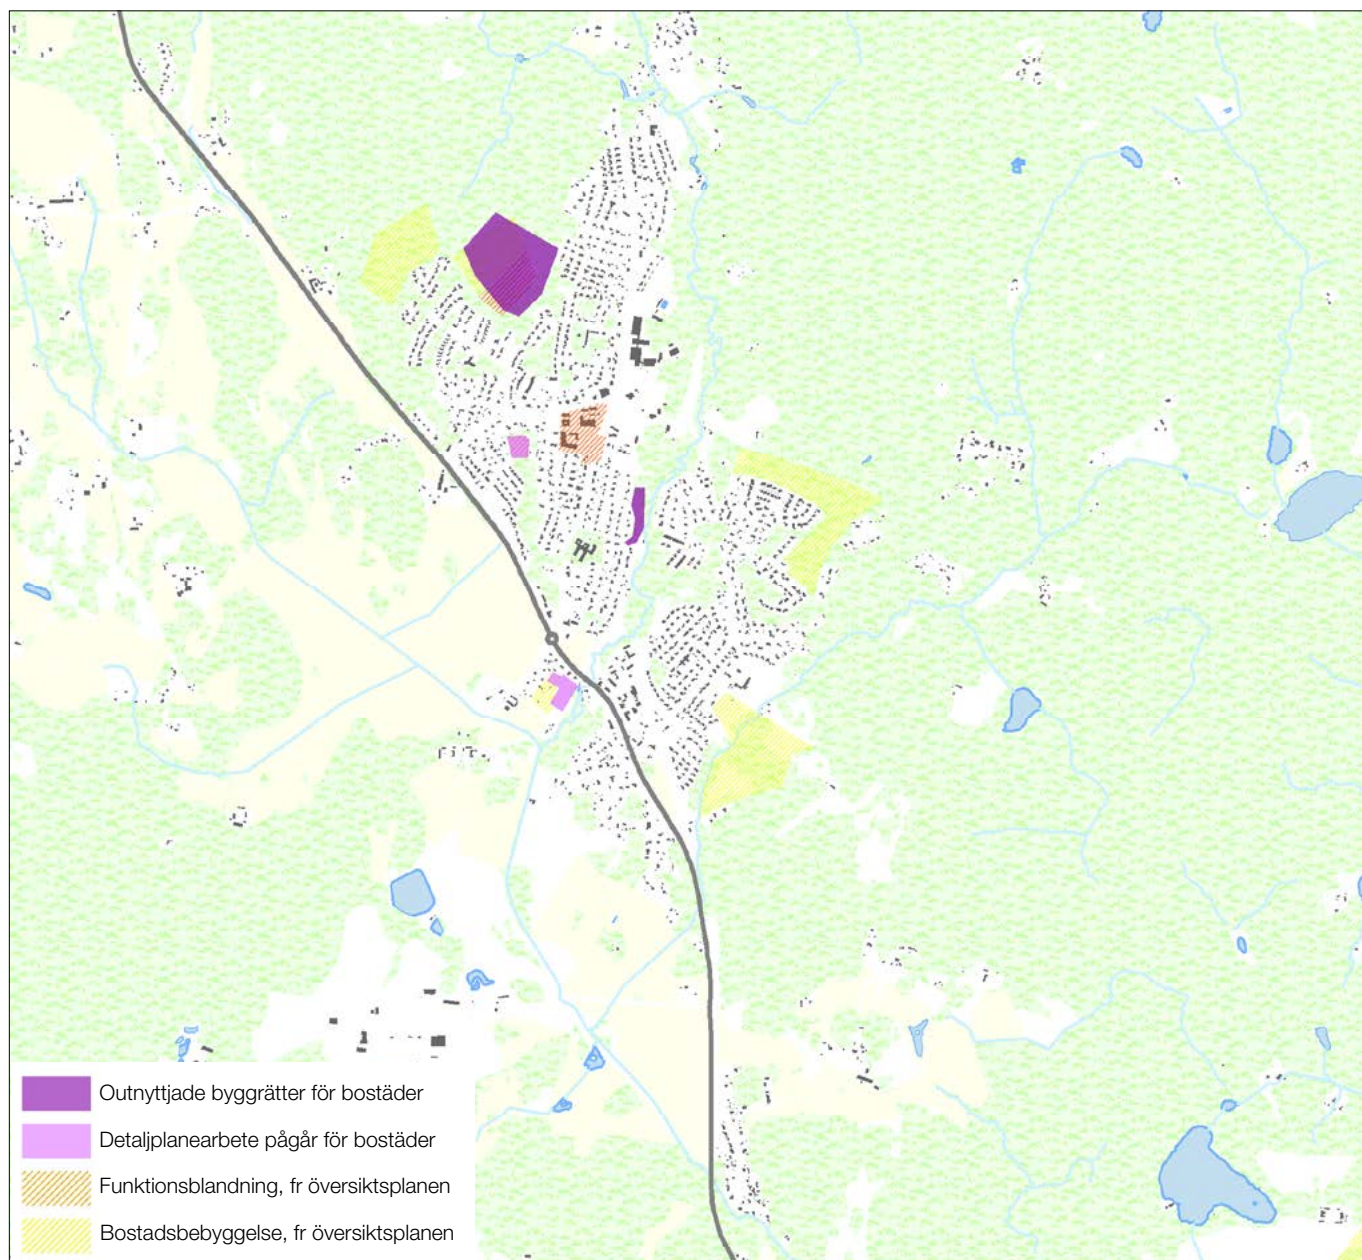 Outnyttjade byggrätter för bostäder
Detaljplanearbete pågår för bostäder
Funktionsblandning, fr översiktsplanen
Bostadsbebyggelse, fr översiktsplanen